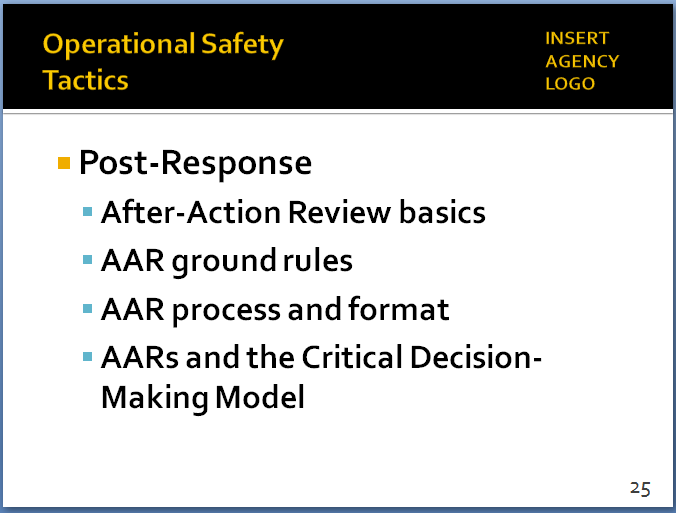 Operational Safety
Tactics
INSERT
AGENCY
LOGO
Post-Response
After-Action Review basics
AAR ground rules
AAR process and format
AARs and the Critical Decision-
Making Model
25